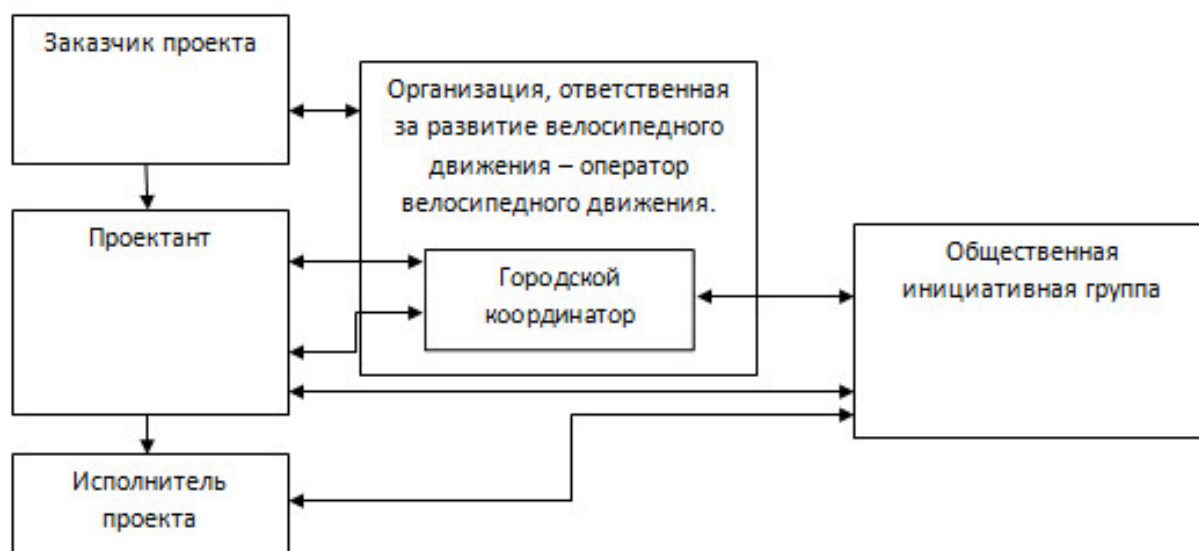 Заказчик проекта
Организация, ответственная
за развитие велосипедного
движения – оператор
велосипедного движения.
Проектант
Городской
координатор
Общественная
инициативная группа
Исполнитель
проекта